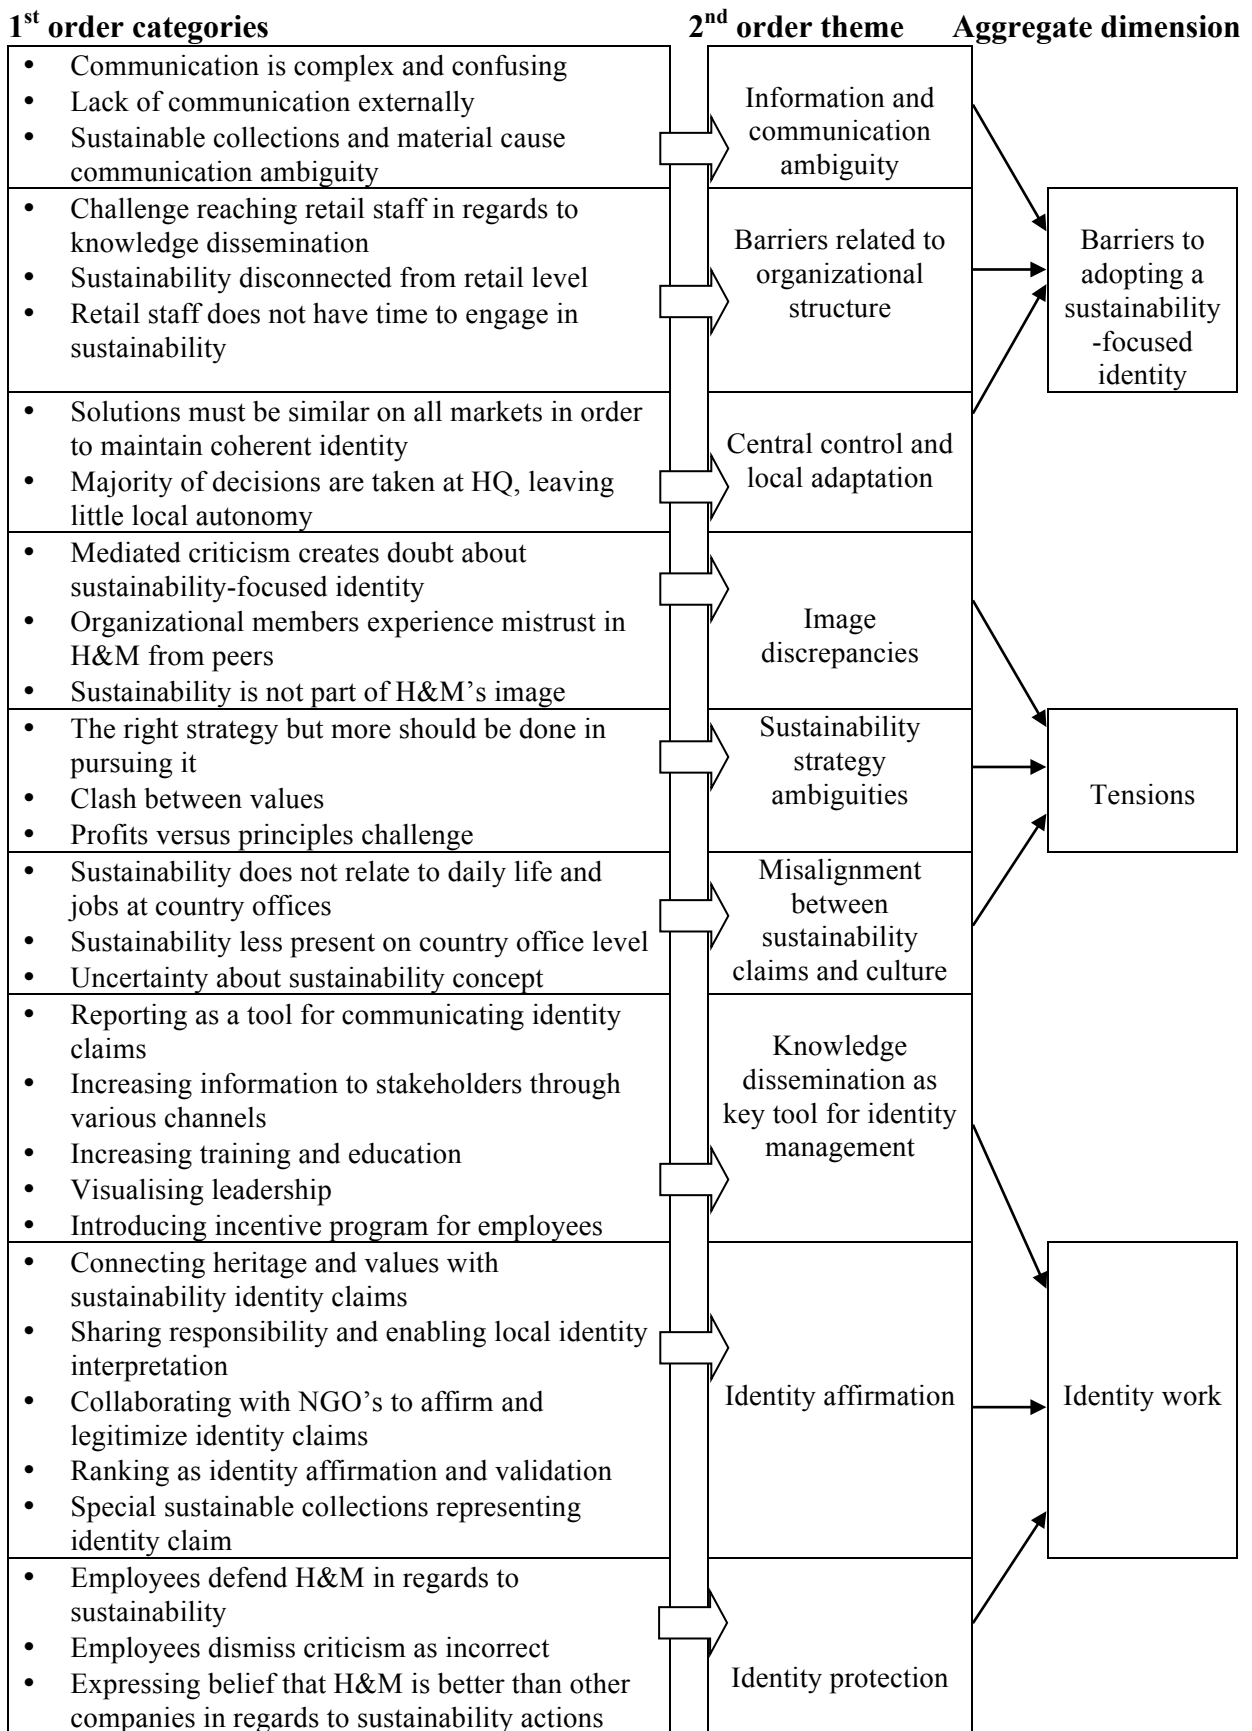 1st order categories
2nd order theme
Aggregate dimension
• Communication is complex and confusing
• Lack of communication externally
• Sustainable collections and material cause
communication ambiguity
Information and
communication
ambiguity
• Challenge reaching retail staff in regards to
knowledge dissemination
• Sustainability disconnected from retail level
• Retail staff does not have time to engage in
sustainability
Barriers related to
organizational
structure
Barriers to
adopting a
sustainability
-focused
identity
• Solutions must be similar on all markets in order
to maintain coherent identity
• Majority of decisions are taken at HQ, leaving
little local autonomy
Central control and
local adaptation
• Mediated criticism creates doubt about
sustainability-focused identity
• Organizational members experience mistrust in
H&M from peers
• Sustainability is not part of H&M’s image
Image
discrepancies
• The right strategy but more should be done in
pursuing it
• Clash between values
• Profits versus principles challenge
Sustainability
strategy
ambiguities
Tensions
• Sustainability does not relate to daily life and
jobs at country offices
• Sustainability less present on country office level
• Uncertainty about sustainability concept
Misalignment
between
sustainability
claims and culture
• Reporting as a tool for communicating identity
claims
• Increasing information to stakeholders through
various channels
• Increasing training and education
• Visualising leadership
• Introducing incentive program for employees
Knowledge
dissemination as
key tool for identity
management
• Connecting heritage and values with
sustainability identity claims
• Sharing responsibility and enabling local identity
interpretation
• Collaborating with NGO’s to affirm and
legitimize identity claims
• Ranking as identity affirmation and validation
• Special sustainable collections representing
identity claim
Identity affirmation
Identity work
• Employees defend H&M in regards to
sustainability
• Employees dismiss criticism as incorrect
• Expressing belief that H&M is better than other
companies in regards to sustainability actions
Identity protection